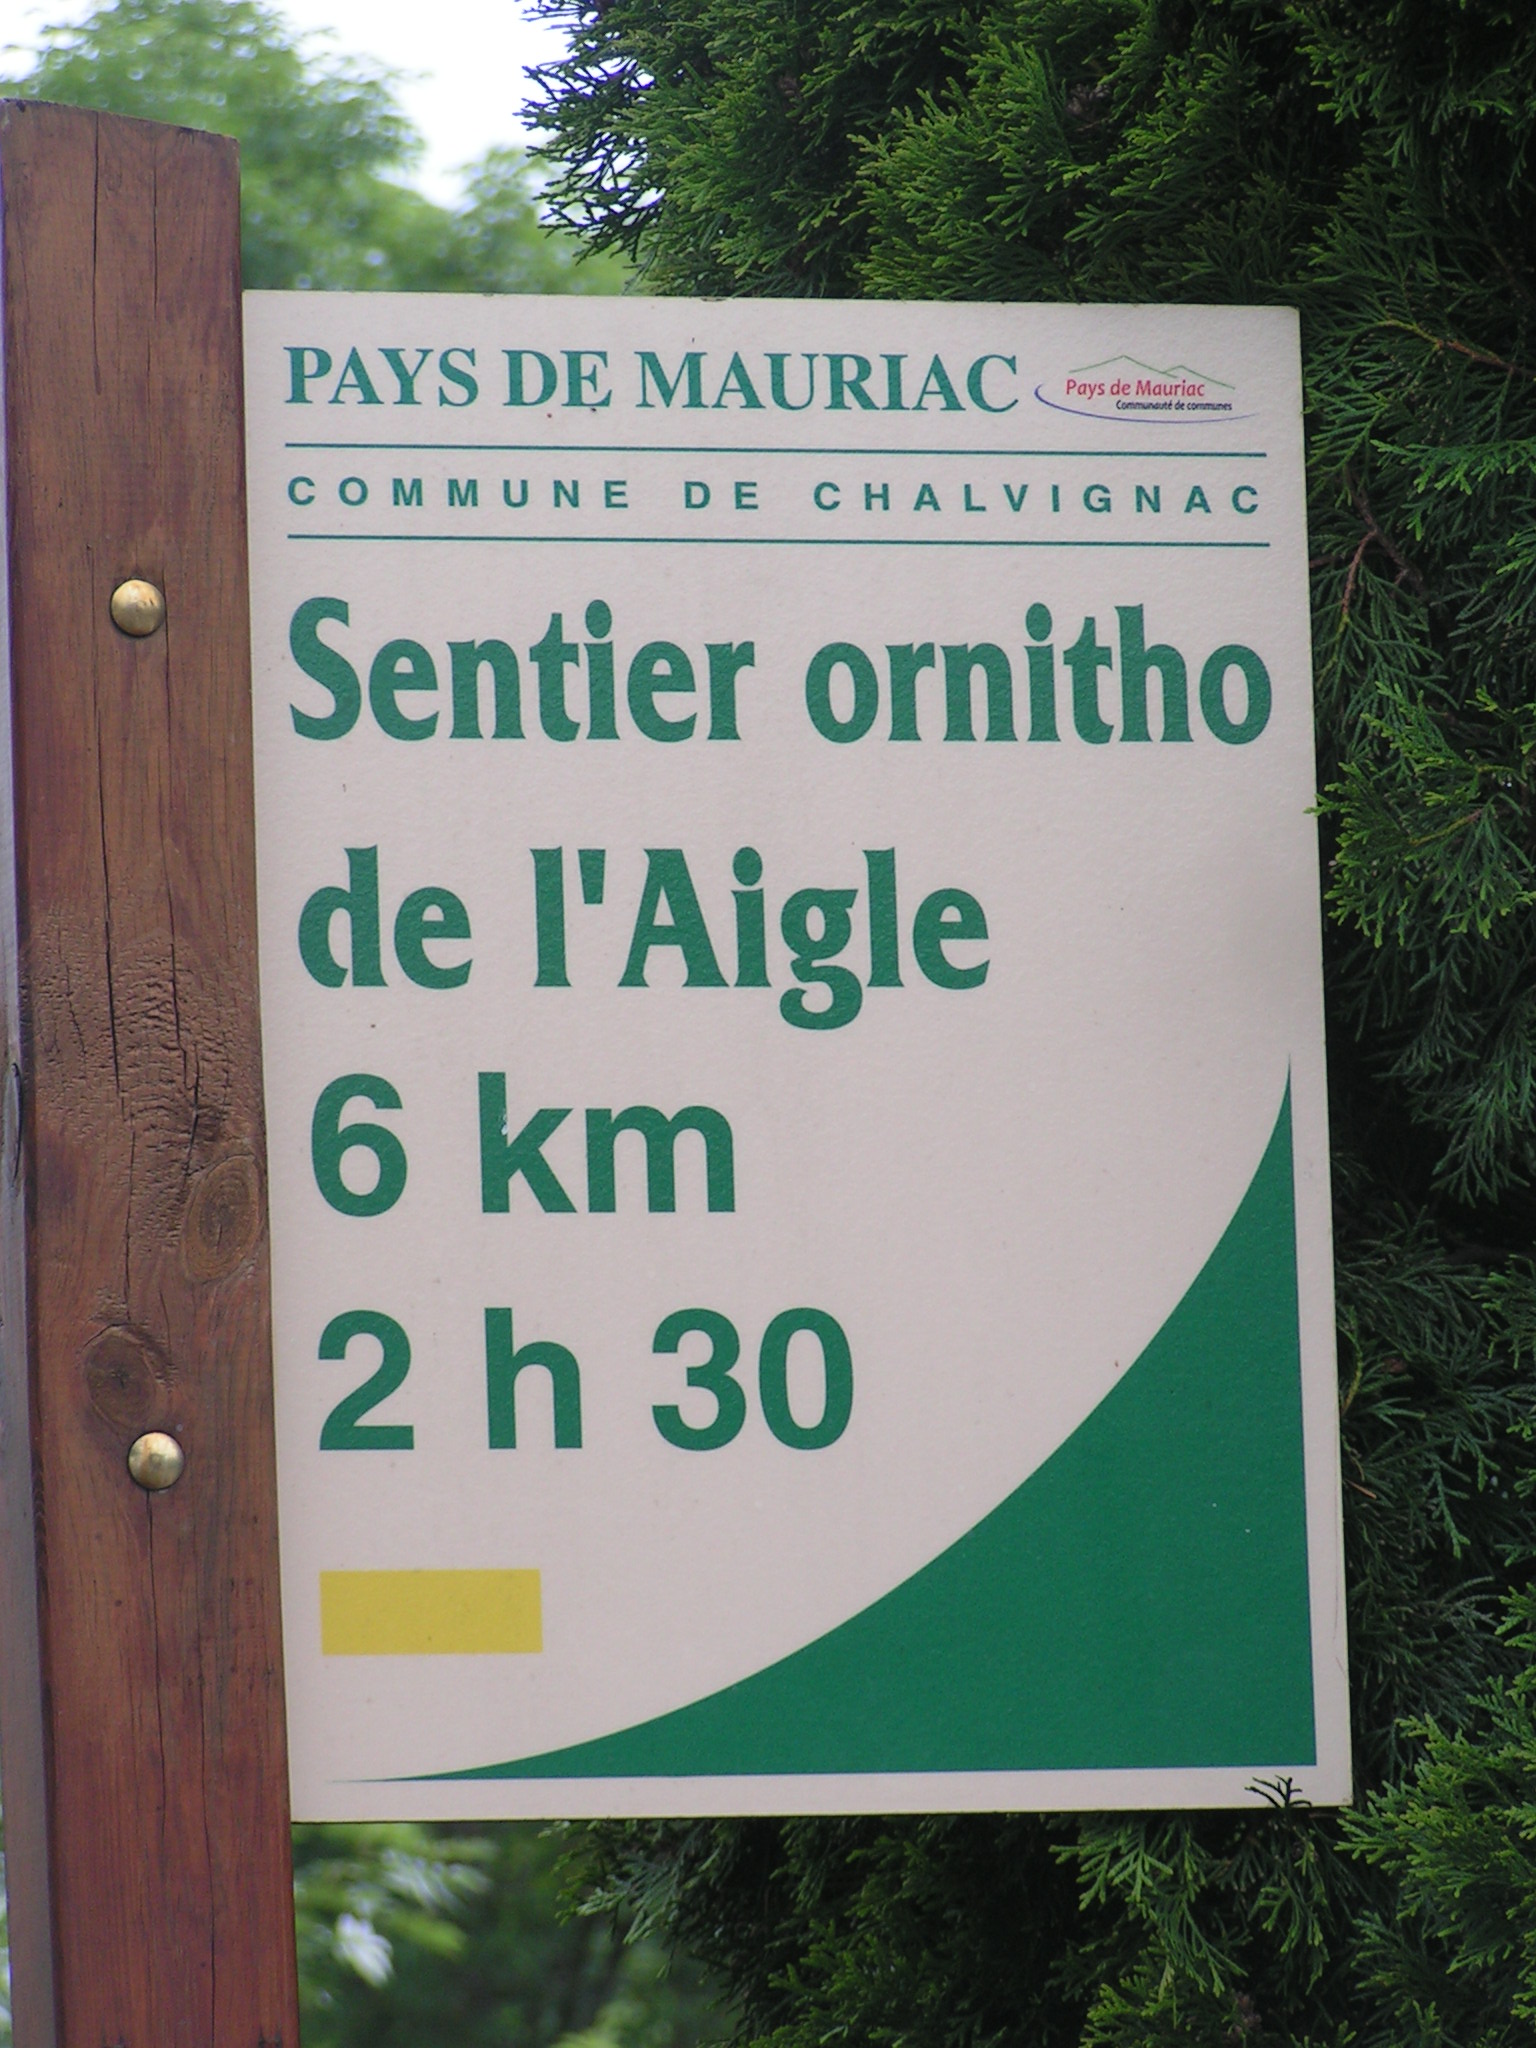 PAYS DE MAURIAC
Pays de Mauriac
Communauté de communes
COMMUNE DE CHALVIGNAC
Sentier ornitho
de l'Aigle
6 km
2 h 30